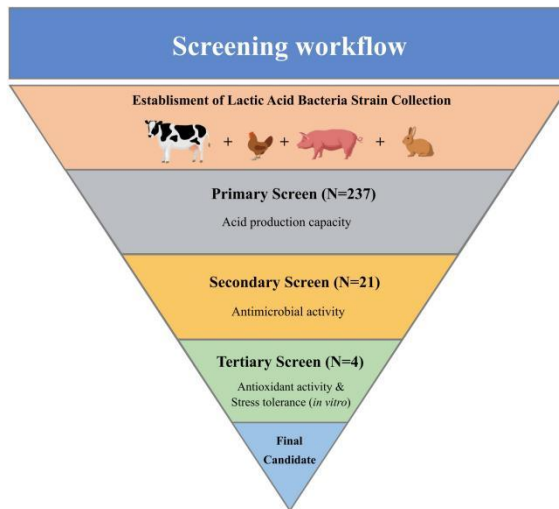 Screening workflow
Establisment of Lactic Acid Bacteria Strain Collection
+ + +
Primary Screen (N=237)
Acid production capacity
Secondary Screen (N=21)
Antimicrobial activity
Tertiary Screen (N=4)
Antioxidant activity &
Stress tolerance (in vitro)
Final
Candidate